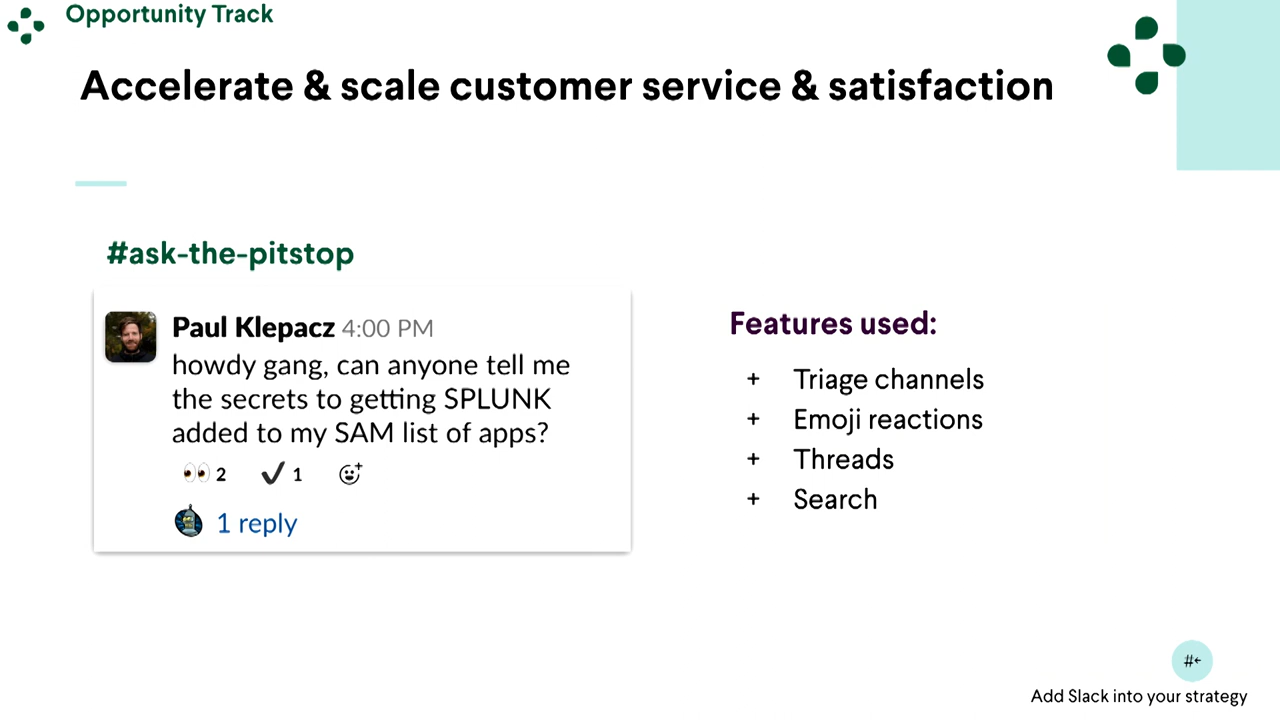 Opportunity Track
Accelerate & scale customer service & satisfaction
#ask-the-pitstop
Paul Klepacz 4:00 PM
howdy gang, can anyone tell me
the secrets to getting SPLUNK
added to my SAM list of apps?
2 1
1 reply
Features used:
+ Triage channels
+ Emoji reactions
+ Threads
+ Search
#
Add Slack into your strategy